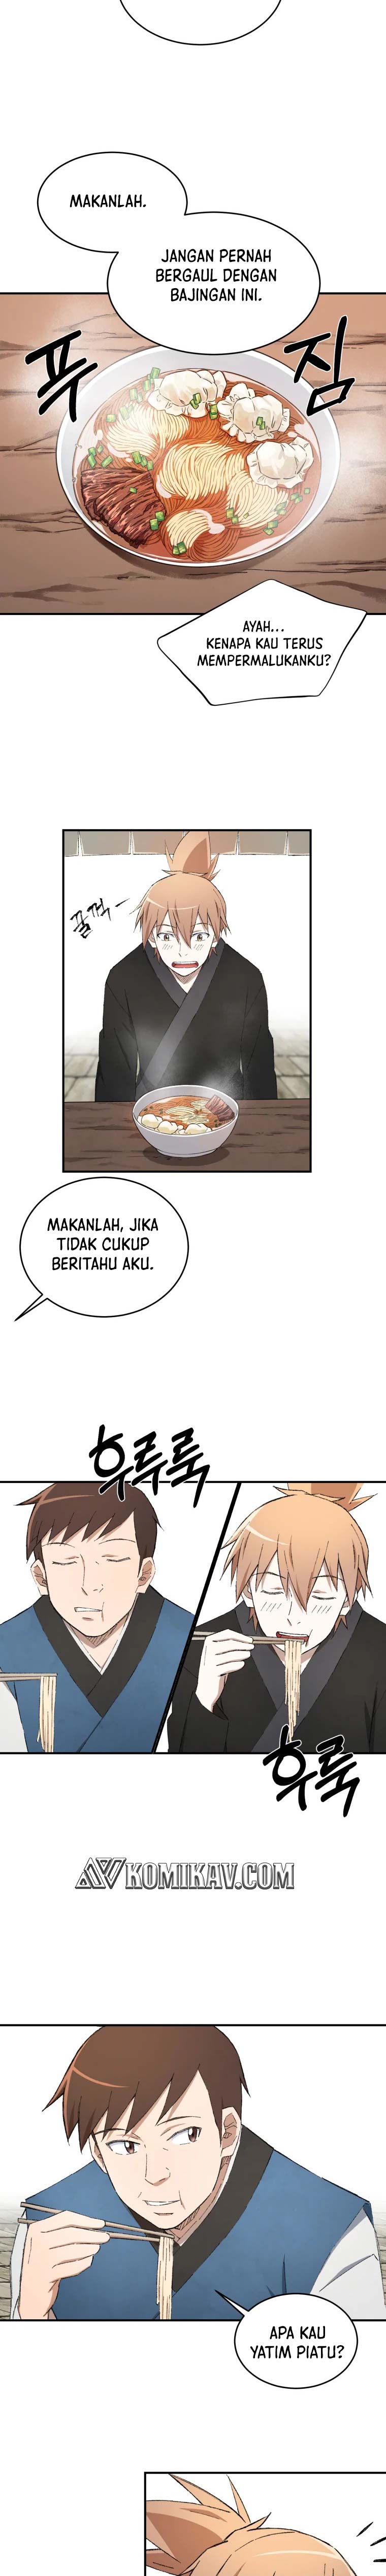 MAKANLAH.
JANGAN PERNAH
BERGAUL DENGAN
BAJINGAN INI.
푸짐
AYAH...
KENAPA KAU TERUS
MEMPERMALUKANKU?
꿀꺽~
MAKANLAH, JIKA
TIDAK CUKUP
BERITAHU AKU.
후루룩
후룩
KOMIKAV.COM
APA KAU
YATIM PIATU?